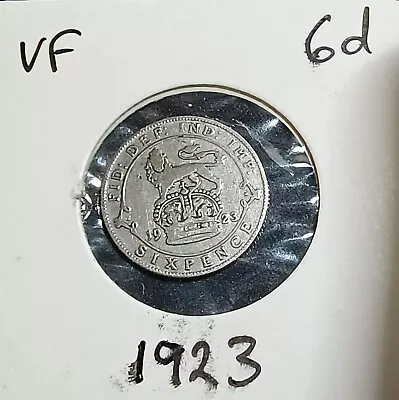 VF 6d
FID: DEF: IND: IMP:
19 23
SIXPENCE
1923